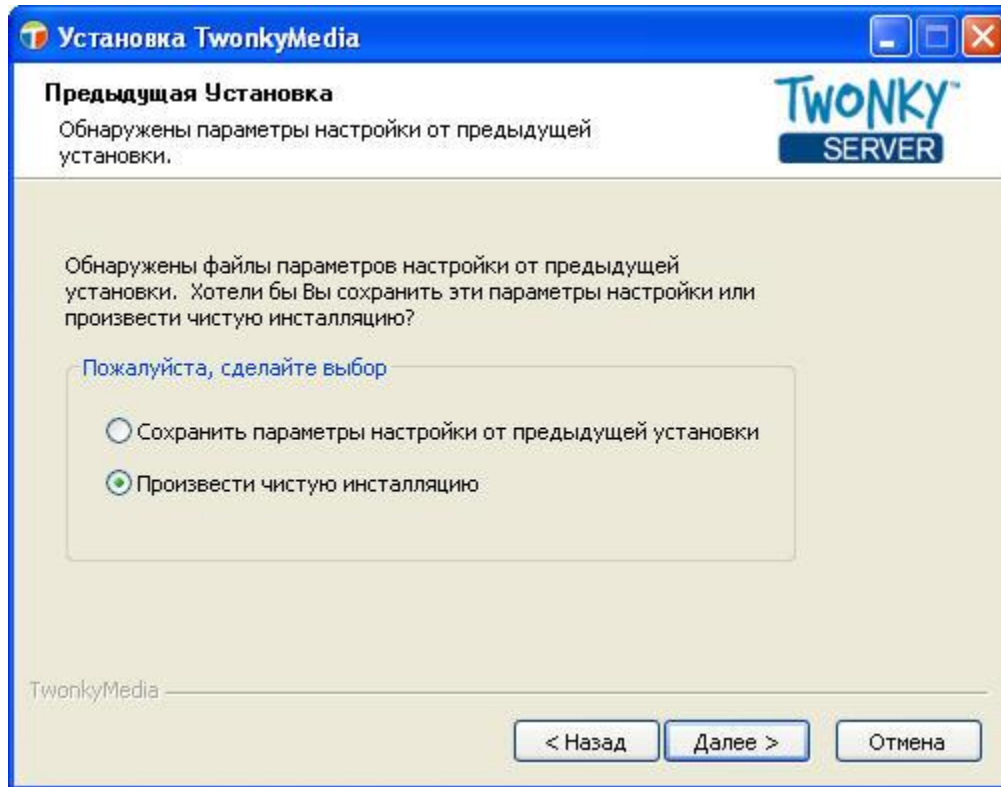 Установка TwonkyMedia
Предыдущая Установка
Обнаружены параметры настройки от предыдущей
установки.
TWONKY™
SERVER
Обнаружены файлы параметров настройки от предыдущей
установки. Хотели бы Вы сохранить эти параметры настройки или
произвести чистую инсталляцию?
Пожалуйста, сделайте выбор
Сохранить параметры настройки от предыдущей установки
Произвести чистую инсталляцию
TwonkyMedia
< Назад
Далее >
Отмена